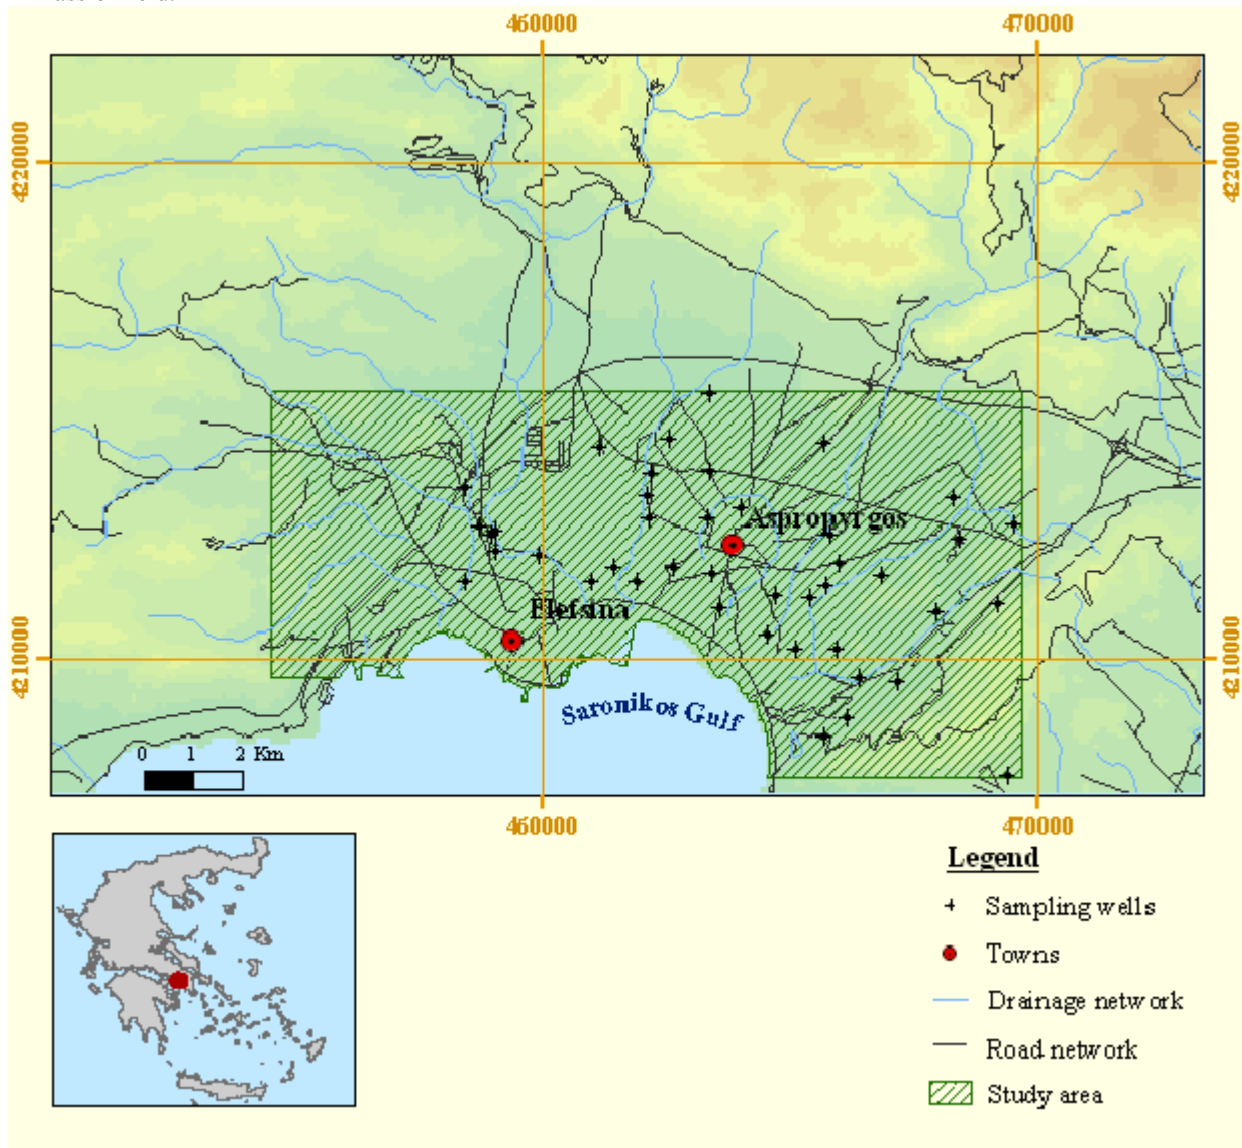 460000 470000
4220000 4220000
Aspropyrgos
Elefsina
4210000 4210000
Saronikos Gulf
0 1 2 Km
460000 470000
Legend
Sampling wells
Towns
Drainage network
Road network
Study area